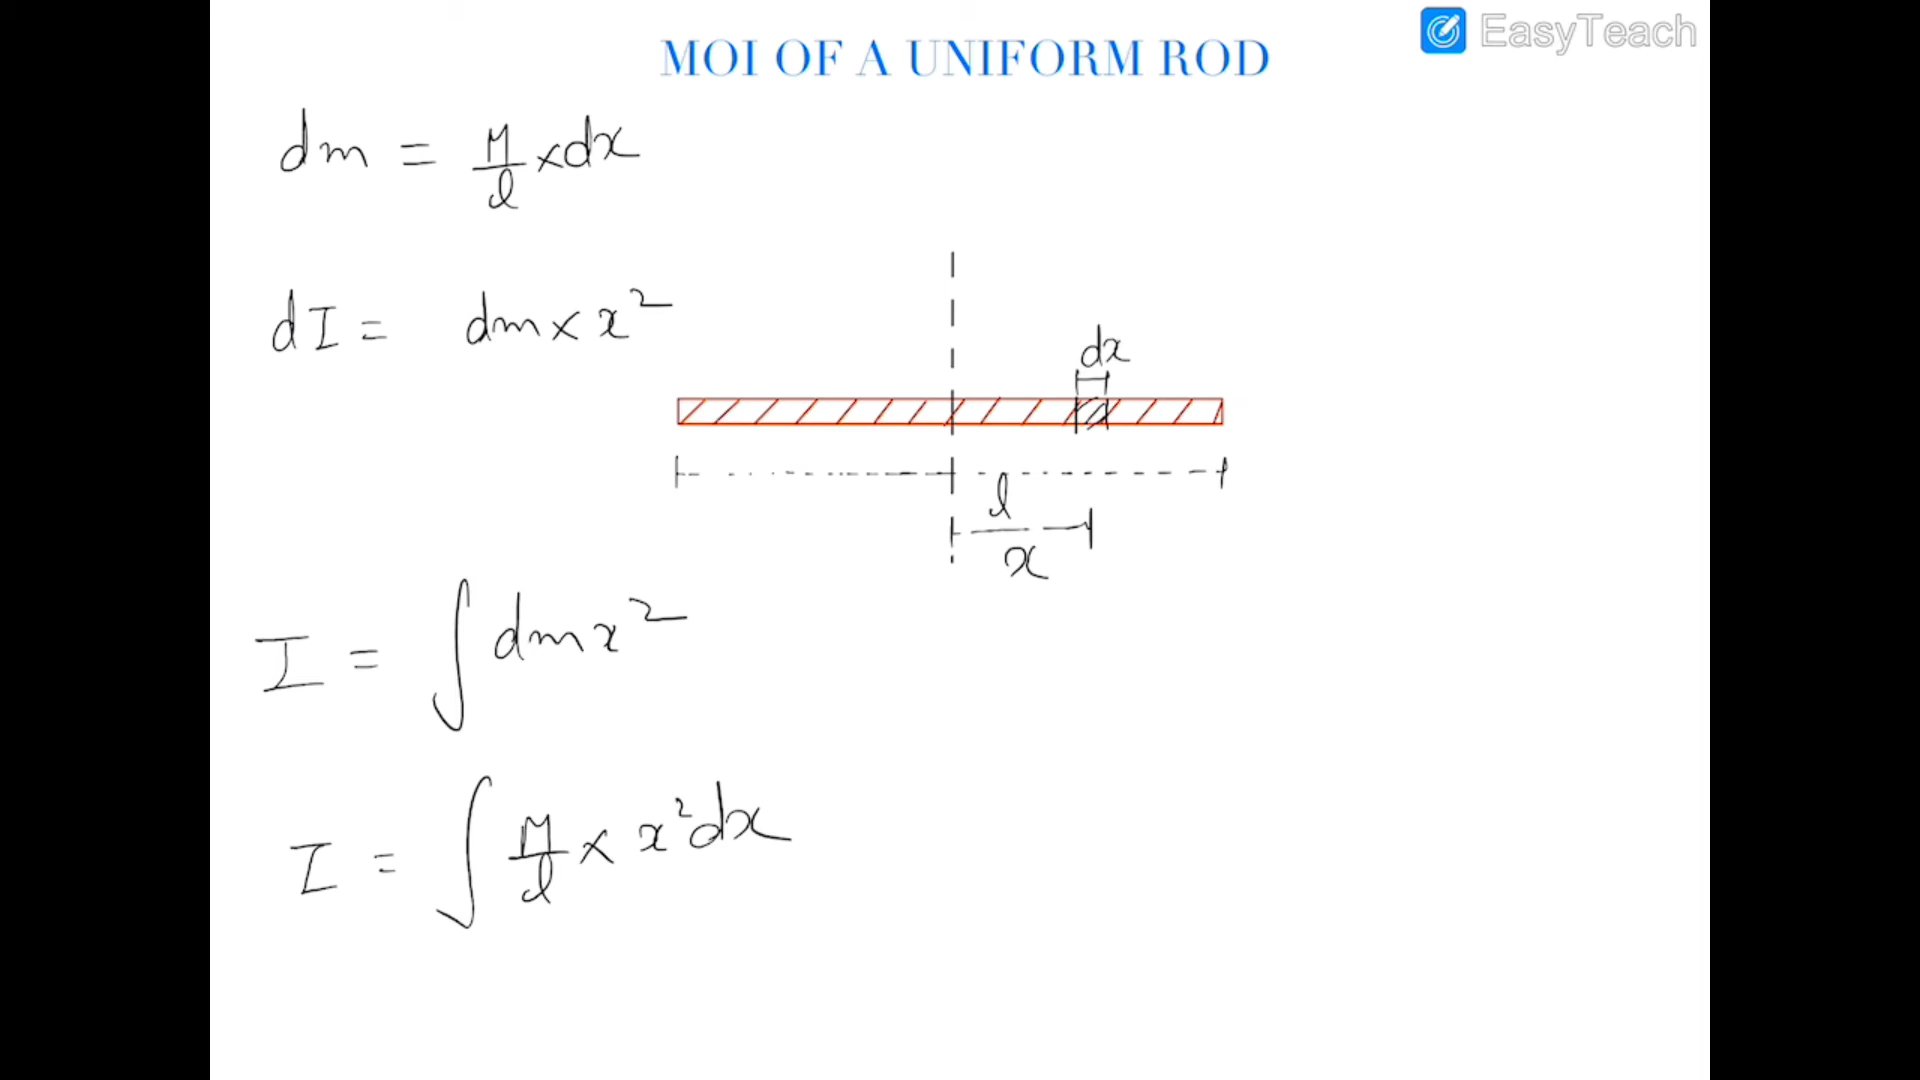 EasyTeach
MOI OF A UNIFORM ROD
dm = M/l × dx
dI = dm × x²
dx
l
x
I = ∫ dm x²
I = ∫ M/l × x² dx